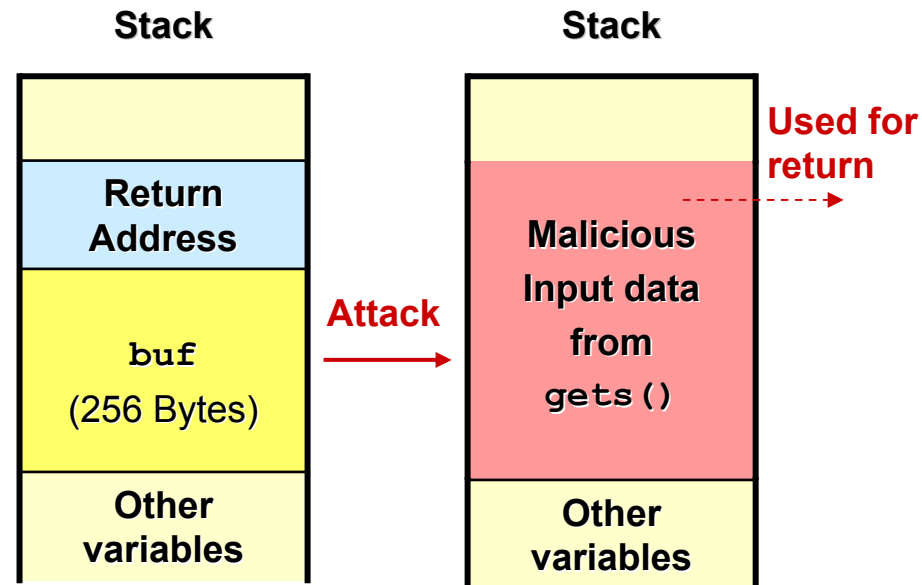 Stack
Return
Address
buf
(256 Bytes)
Other
variables
Attack
Stack
Used for
return
Malicious
Input data
from
gets()
Other
variables